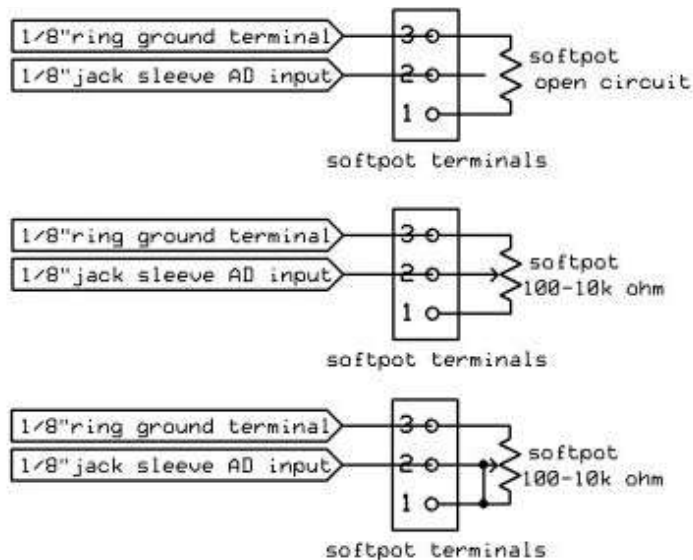 1/8"ring ground terminal 3
softpot
1/8"jack sleeve AD input 2
open circuit
1
softpot terminals
1/8"ring ground terminal 3
1/8"jack sleeve AD input 2
softpot
100-10k ohm
1
softpot terminals
1/8"ring ground terminal 3
1/8"jack sleeve AD input 2
softpot
100-10k ohm
1
softpot terminals